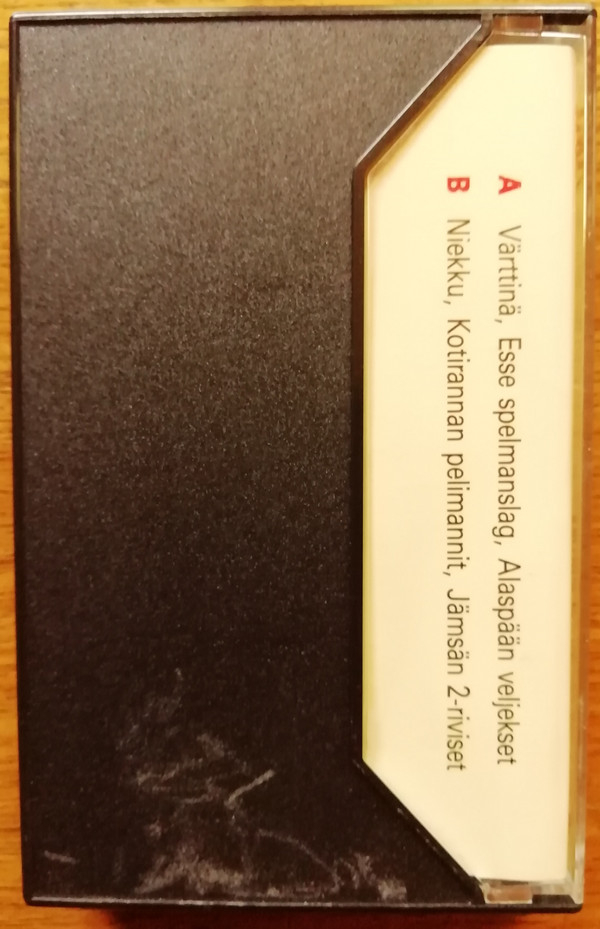 A Värttinä, Esse spelmanslag, Alaspään veljekset
B Niekku, Kotirannan pelimannit, Jämsän 2-riviset